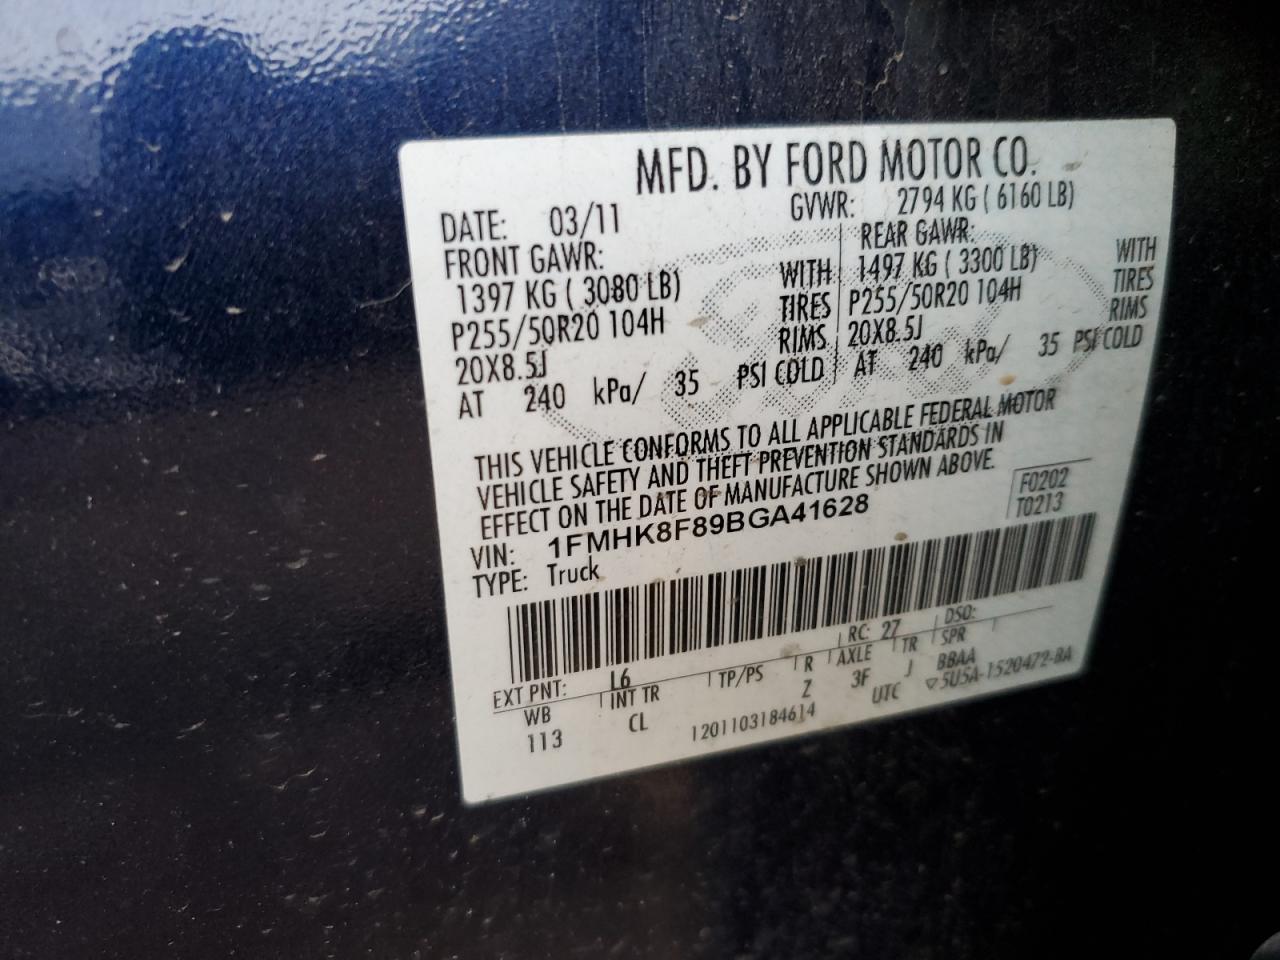 MFD. BY FORD MOTOR CO.
DATE: 03/11 GVWR: 2794 KG ( 6160 LB)
FRONT GAWR: REAR GAWR:
1397 KG ( 3080 LB) WITH 1497 KG ( 3300 LB) WITH
P255/50R20 104H TIRES P255/50R20 104H TIRES
20X8.5J RIMS 20X8.5J RIMS
AT 240 kPa/ 35 PSI COLD AT 240 kPa/ 35 PSI COLD
THIS VEHICLE CONFORMS TO ALL APPLICABLE FEDERAL MOTOR
VEHICLE SAFETY AND THEFT PREVENTION STANDARDS IN
EFFECT ON THE DATE OF MANUFACTURE SHOWN ABOVE.
F0202
VIN: 1FMHK8F89BGA41628 T0213
TYPE: Truck
EXT PNT: L6 RC: 27 DSO:
WB INT TR TP/PS R AXLE TR SPR
113 CL Z 3F J BBAA
1201103184614 UTC ▽5U5A-1520472-BA